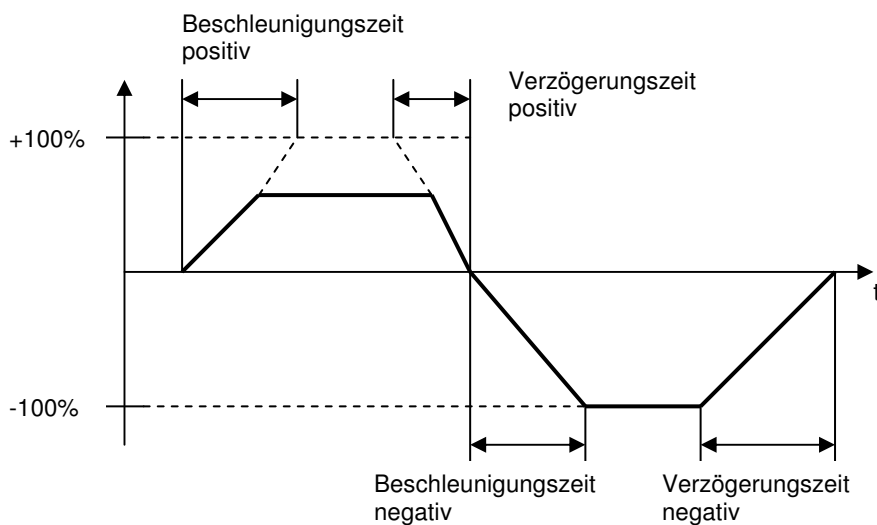 Beschleunigungszeit
positiv
Verzögerungszeit
positiv
+100%
t
-100%
Beschleunigungszeit
negativ
Verzögerungszeit
negativ